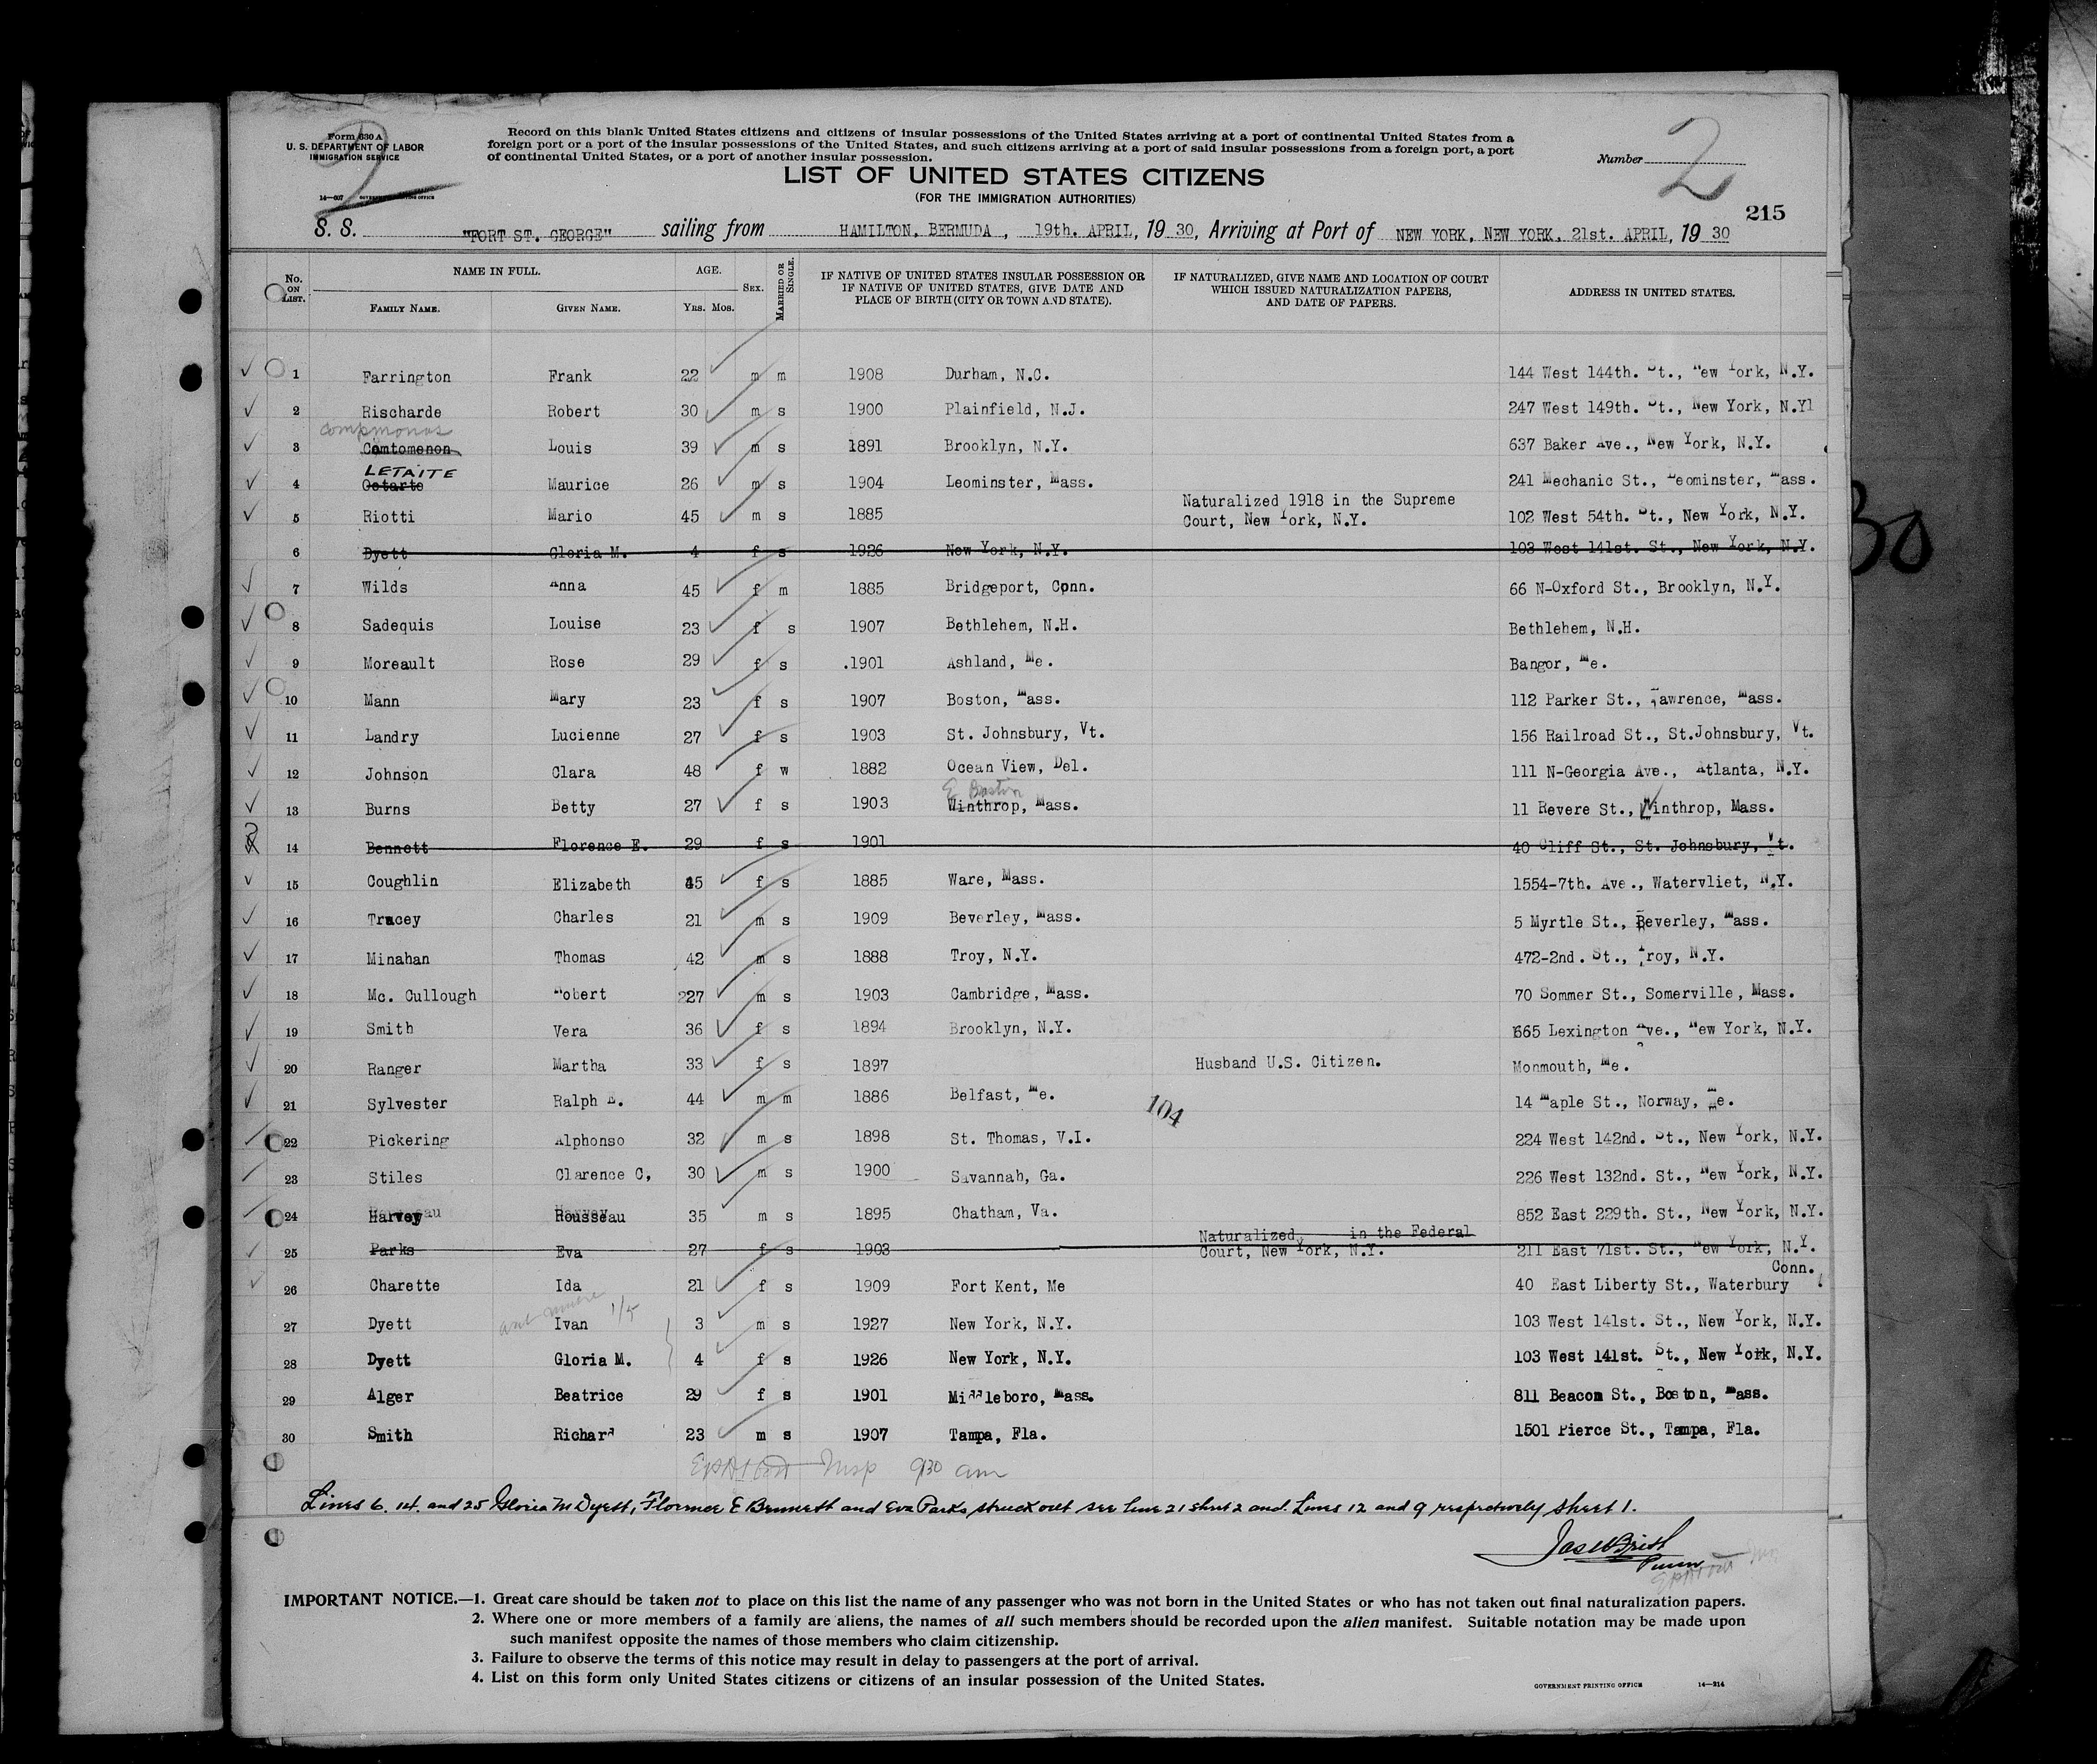 Form 630 A
U. S. DEPARTMENT OF LABOR
IMMIGRATION SERVICE
14—607 GOVERNMENT PRINTING OFFICE
2
Record on this blank United States citizens and citizens of insular possessions of the United States arriving at a port of continental United States from a
foreign port or a port of the insular possessions of the United States, and such citizens arriving at a port of said insular possessions from a foreign port, a port
of continental United States, or a port of another insular possession.
Number 2
LIST OF UNITED STATES CITIZENS
(FOR THE IMMIGRATION AUTHORITIES)
215
S. S. "FORT ST. GEORGE" sailing from HAMILTON, BERMUDA, 19th. APRIL, 19 30, Arriving at Port of NEW YORK, NEW YORK, 21st. APRIL, 19 30
No. ON LIST. NAME IN FULL. FAMILY NAME. GIVEN NAME. AGE. YRS. MOS. SEX. MARRIED OR SINGLE. IF NATIVE OF UNITED STATES INSULAR POSSESSION OR IF NATIVE OF UNITED STATES, GIVE DATE AND PLACE OF BIRTH (CITY OR TOWN AND STATE). IF NATURALIZED, GIVE NAME AND LOCATION OF COURT WHICH ISSUED NATURALIZATION PAPERS, AND DATE OF PAPERS. ADDRESS IN UNITED STATES.
1 Farrington Frank 22 m m 1908 Durham, N.C. 144 West 144th. St., New York, N.Y.
2 Rischarde Robert 30 m s 1900 Plainfield, N.J. 247 West 149th. St., New York, N.Yl
compmonas
3 Camtomenon Louis 39 m s 1891 Brooklyn, N.Y. 637 Baker Ave., New York, N.Y.
LETAITE
4 Octarte Maurice 26 m s 1904 Leominster, Mass. 241 Mechanic St., Leominster, Mass.
5 Riotti Mario 45 m s 1885 Naturalized 1918 in the Supreme Court, New York, N.Y. 102 West 54th. St., New York, N.Y.
6 Dyett Gloria M. 4 f s 1926 New York, N.Y. 103 West 141st. St., New York, N.Y.
7 Wilds Anna 45 f m 1885 Bridgeport, Conn. 66 N-Oxford St., Brooklyn, N.Y.
8 Sadequis Louise 23 f s 1907 Bethlehem, N.H. Bethlehem, N.H.
9 Moreault Rose 29 f s .1901 Ashland, Me. Bangor, Me.
10 Mann Mary 23 f s 1907 Boston, Mass. 112 Parker St., Lawrence, Mass.
11 Landry Lucienne 27 f s 1903 St. Johnsbury, Vt. 156 Railroad St., St.Johnsbury, Vt.
12 Johnson Clara 48 f w 1882 Ocean View, Del. 111 N-Georgia Ave., Atlanta, N.Y.
E Boston
13 Burns Betty 27 f s 1903 Winthrop, Mass. 11 Revere St., Winthrop, Mass.
14 Bennett Florence E. 29 f s 1901 40 Cliff St., St. Johnsbury, Vt.
15 Coughlin Elizabeth 45 f s 1885 Ware, Mass. 1554-7th. Ave., Watervliet, N.Y.
16 Tracey Charles 21 m s 1909 Beverley, Mass. 5 Myrtle St., Beverley, Mass.
17 Minahan Thomas 42 m s 1888 Troy, N.Y. 472-2nd. St., Troy, N.Y.
18 Mc. Cullough Robert 27 m s 1903 Cambridge, Mass. 70 Sommer St., Somerville, Mass.
19 Smith Vera 36 f s 1894 Brooklyn, N.Y. 665 Lexington Ave., New York, N.Y.
20 Ranger Martha 33 f s 1897 Husband U.S. Citizen. Monmouth, Me.
21 Sylvester Ralph E. 44 m m 1886 Belfast, Me. 14 Maple St., Norway, Me.
104
22 Pickering Alphonso 32 m s 1898 St. Thomas, V.I. 224 West 142nd. St., New York, N.Y.
23 Stiles Clarence C, 30 m s 1900 Savannah, Ga. 226 West 132nd. St., New York, N.Y.
24 Harvey Rousseau 35 m s 1895 Chatham, Va. 852 East 229th. St., New York, N.Y.
25 Parks Eva 27 f s 1903 Naturalized, in the Federal Court, New York, N.Y. 211 East 71st. St., New York, N.Y.
26 Charette Ida 21 f s 1909 Fort Kent, Me 40 East Liberty St., Waterbury Conn.
27 Dyett Ivan 1/5 3 m s 1927 New York, N.Y. 103 West 141st. St., New York, N.Y.
28 Dyett Gloria M. 4 f s 1926 New York, N.Y. 103 West 141st. St., New York, N.Y.
29 Alger Beatrice 29 f s 1901 Middleboro, Mass. 811 Beacon St., Boston, Mass.
30 Smith Richard 23 m s 1907 Tampa, Fla. 1501 Pierce St., Tampa, Fla.
Insp 930 am
Lines 6. 14. and 25 Gloria M Dyett, Florence E Bennett and Eva Parks, struck out see line 21 sheet 2 and Lines 12 and 9 respectively sheet 1.
Purser
IMPORTANT NOTICE.—1. Great care should be taken not to place on this list the name of any passenger who was not born in the United States or who has not taken out final naturalization papers.
2. Where one or more members of a family are aliens, the names of all such members should be recorded upon the alien manifest. Suitable notation may be made upon
such manifest opposite the names of those members who claim citizenship.
3. Failure to observe the terms of this notice may result in delay to passengers at the port of arrival.
4. List on this form only United States citizens or citizens of an insular possession of the United States.
GOVERNMENT PRINTING OFFICE 14—214
30